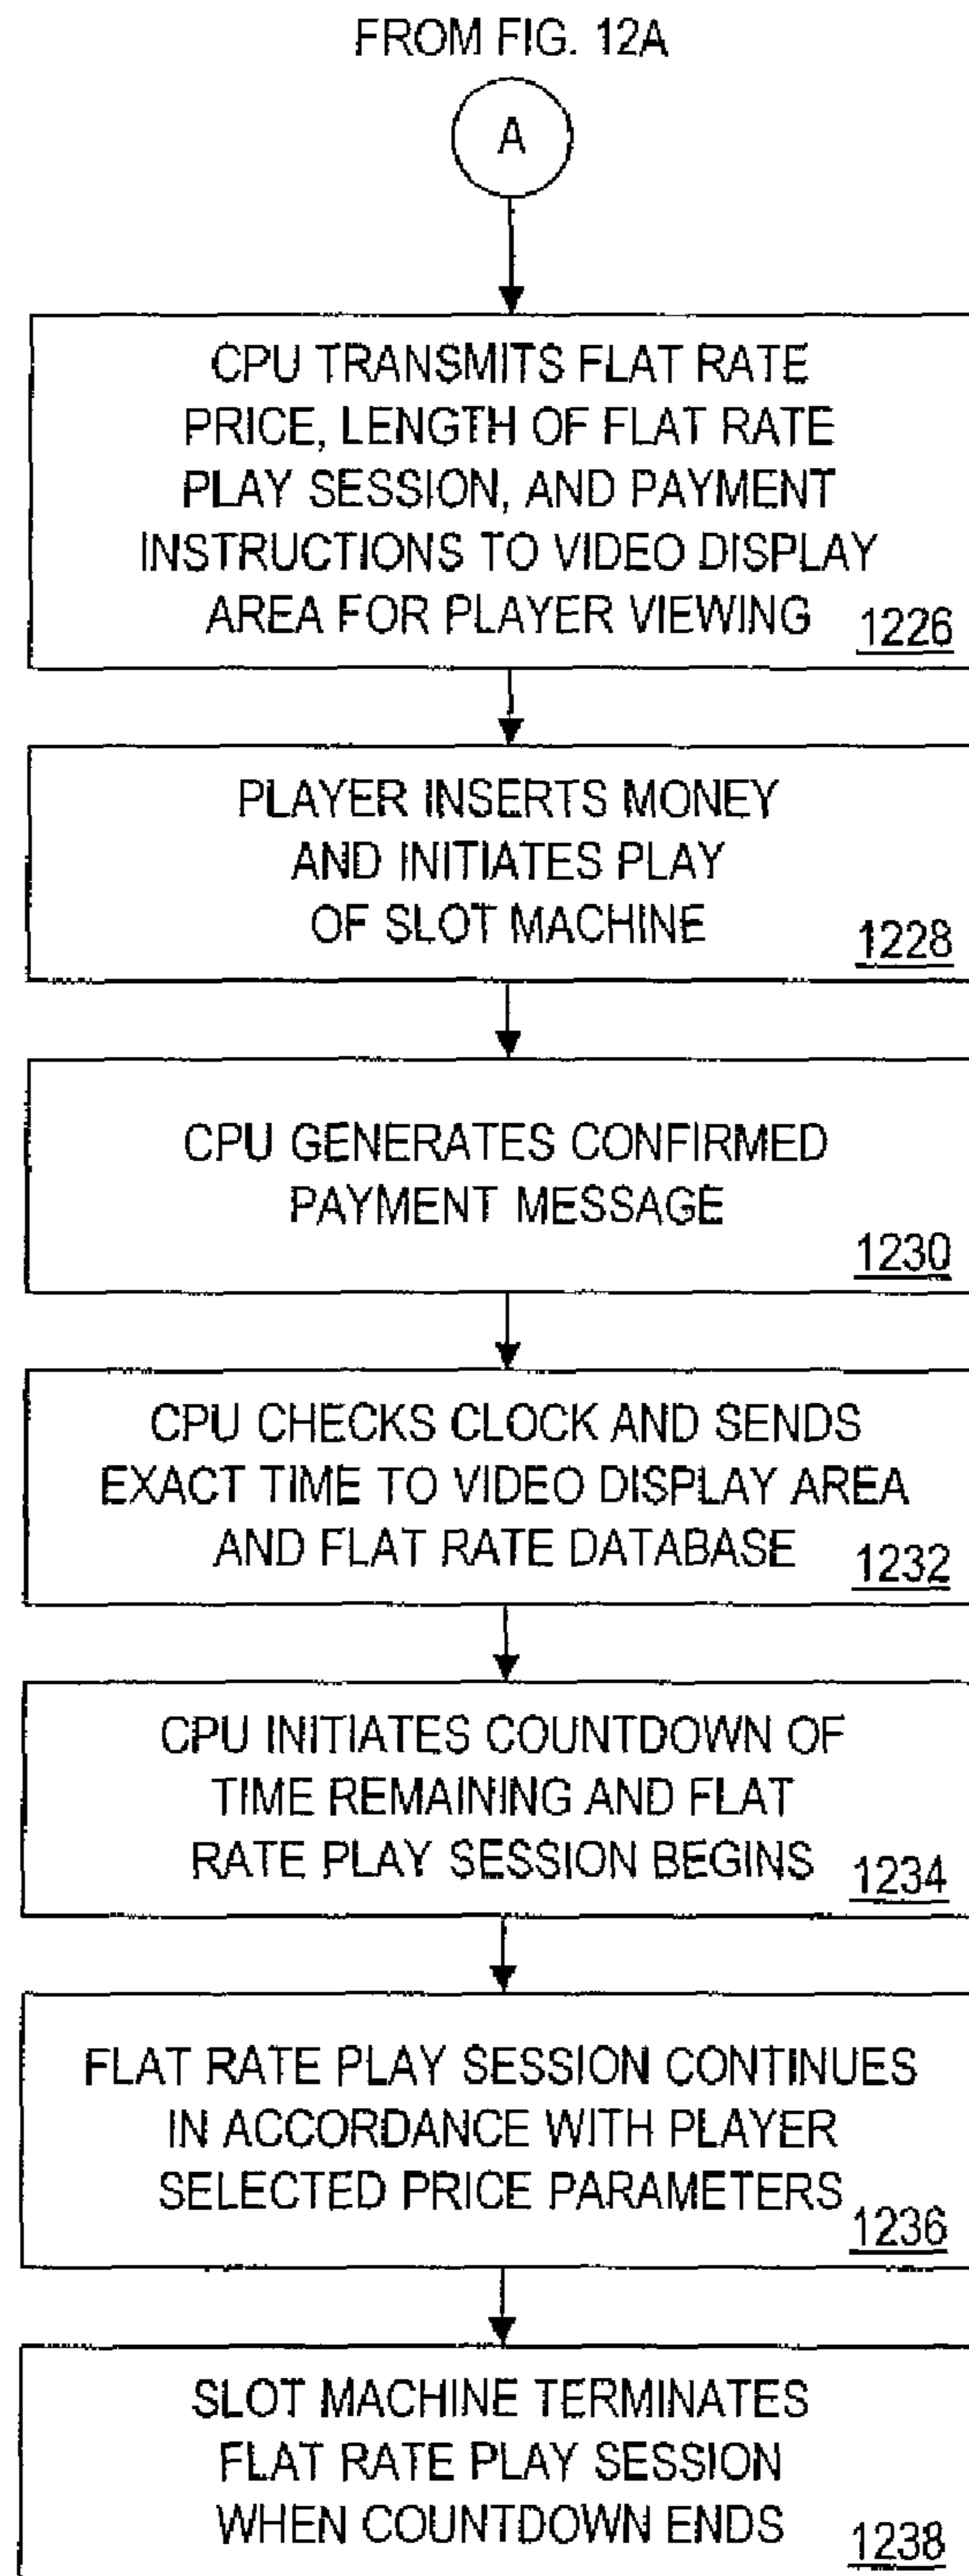 FROM FIG. 12A
A
CPU TRANSMITS FLAT RATE
PRICE, LENGTH OF FLAT RATE
PLAY SESSION, AND PAYMENT
INSTRUCTIONS TO VIDEO DISPLAY
AREA FOR PLAYER VIEWING
1226
PLAYER INSERTS MONEY
AND INITIATES PLAY
OF SLOT MACHINE
1228
CPU GENERATES CONFIRMED
PAYMENT MESSAGE
1230
CPU CHECKS CLOCK AND SENDS
EXACT TIME TO VIDEO DISPLAY AREA
AND FLAT RATE DATABASE
1232
CPU INITIATES COUNTDOWN OF
TIME REMAINING AND FLAT
RATE PLAY SESSION BEGINS
1234
FLAT RATE PLAY SESSION CONTINUES
IN ACCORDANCE WITH PLAYER
SELECTED PRICE PARAMETERS
1236
SLOT MACHINE TERMINATES
FLAT RATE PLAY SESSION
WHEN COUNTDOWN ENDS
1238